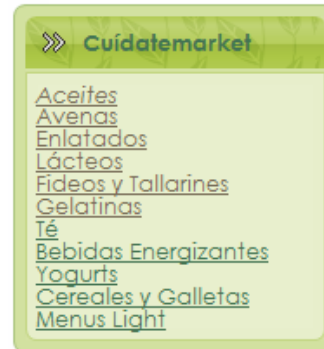 Cuídatemarket
Aceites
Avenas
Enlatados
Lácteos
Fideos y Tallarines
Gelatinas
Té
Bebidas Energizantes
Yogurts
Cereales y Galletas
Menus Light